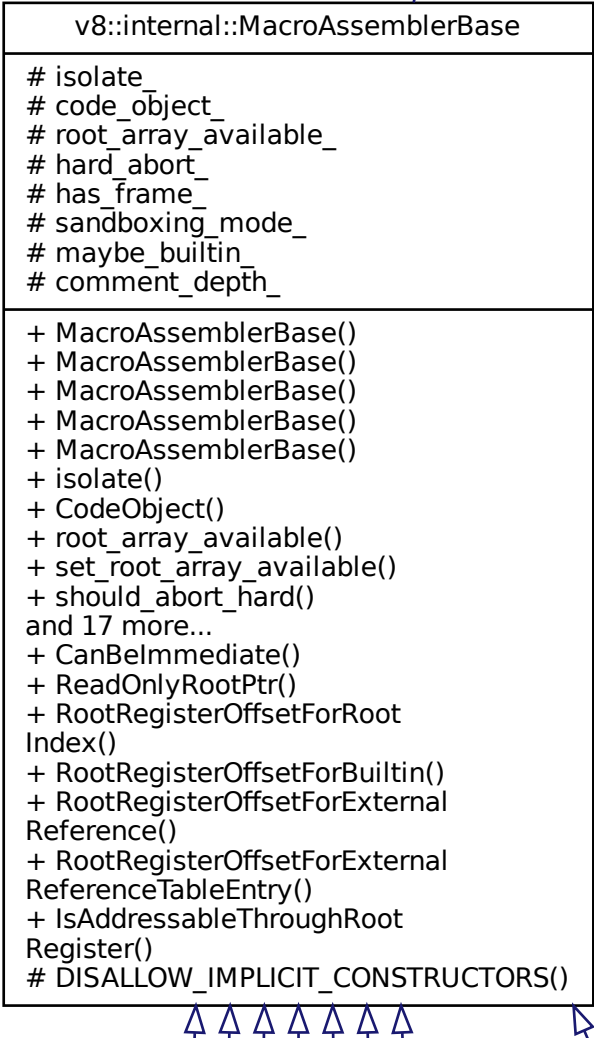 v8::internal::MacroAssemblerBase
# isolate_
# code_object_
# root_array_available_
# hard_abort_
# has_frame_
# sandboxing_mode_
# maybe_builtin_
# comment_depth_
+ MacroAssemblerBase()
+ MacroAssemblerBase()
+ MacroAssemblerBase()
+ MacroAssemblerBase()
+ MacroAssemblerBase()
+ isolate()
+ CodeObject()
+ root_array_available()
+ set_root_array_available()
+ should_abort_hard()
and 17 more...
+ CanBeImmediate()
+ ReadOnlyRootPtr()
+ RootRegisterOffsetForRoot
Index()
+ RootRegisterOffsetForBuiltin()
+ RootRegisterOffsetForExternal
Reference()
+ RootRegisterOffsetForExternal
ReferenceTableEntry()
+ IsAddressableThroughRoot
Register()
# DISALLOW_IMPLICIT_CONSTRUCTORS()